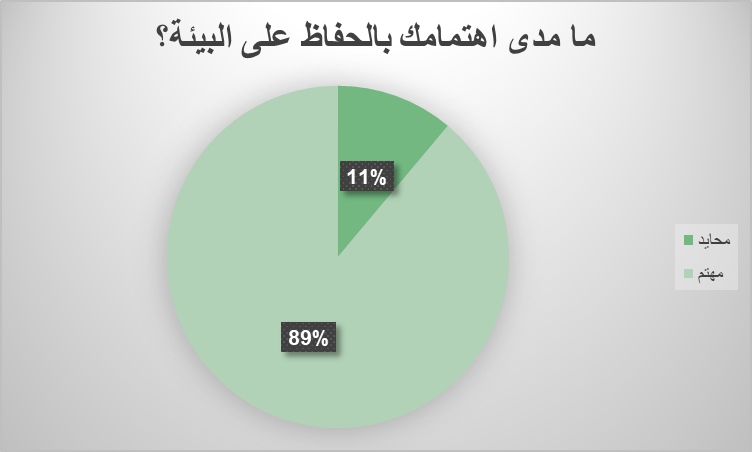 ما مدى اهتمامك بالحفاظ على البيئة؟
11%
89%
محايد
مهتم